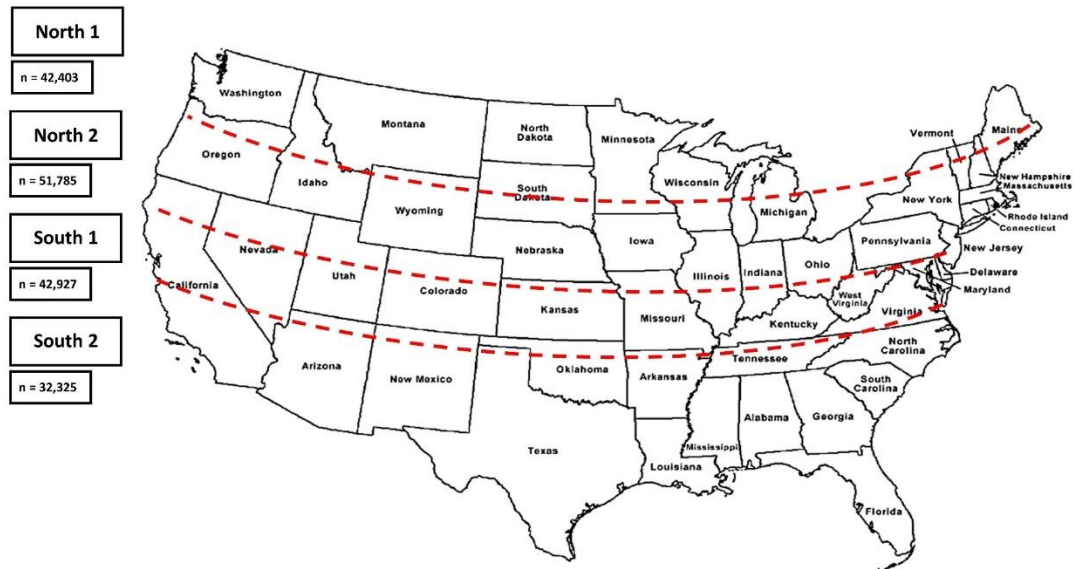 North 1
n = 42,403
North 2
n = 51,785
South 1
n = 42,927
South 2
n = 32,325
Washington
Montana
North
Dakota
Minnesota
Vermont
Maine
Oregon
Idaho
South
Dakota
Wisconsin
Michigan
New York
New Hampshire
Massachusetts
Rhode Island
Connecticut
Wyoming
Nebraska
Iowa
Pennsylvania
New Jersey
Nevada
Utah
Colorado
Kansas
Illinois
Indiana
Ohio
Delaware
Maryland
California
Missouri
West
Virginia
Virginia
Kentucky
Arizona
New Mexico
Oklahoma
Arkansas
Tennessee
North
Carolina
South
Carolina
Texas
Mississippi
Alabama
Georgia
Louisiana
Florida